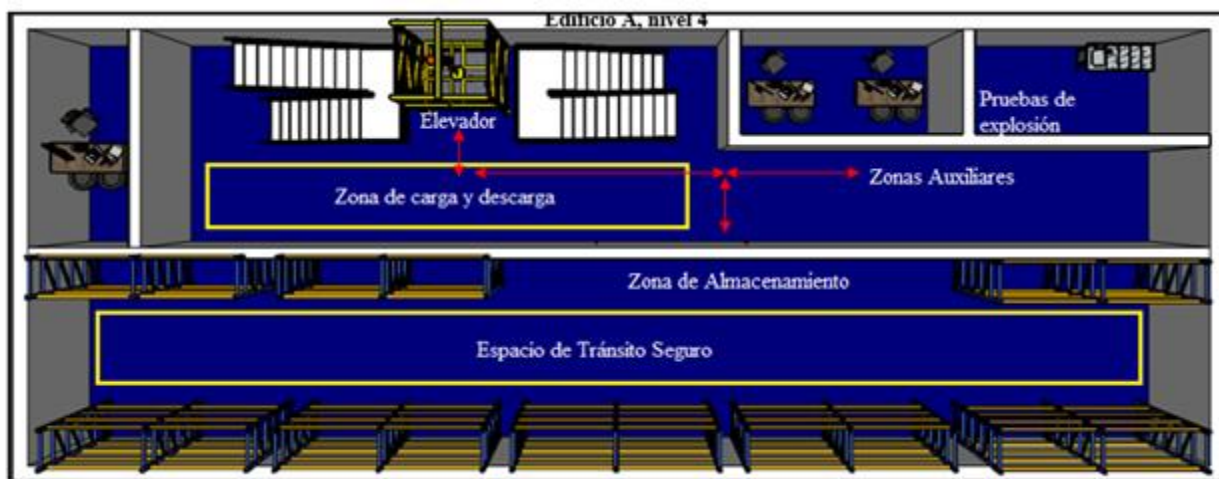 Edificio A, nivel 4
Elevador
Pruebas de
explosión
Zona de carga y descarga
Zonas Auxiliares
Zona de Almacenamiento
Espacio de Tránsito Seguro